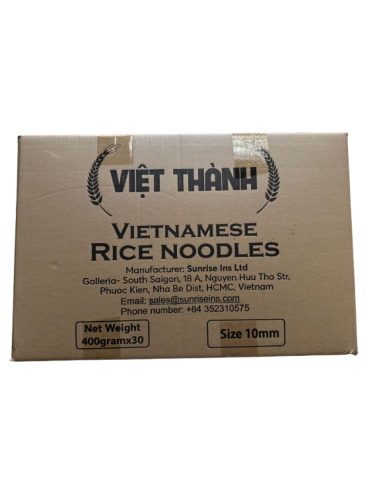 VIỆT THÀNH
VIETNAMESE
RICE NOODLES
Manufacturer: Sunrise Ins Ltd
Galleria- South Saigon, 18 A, Nguyen Huu Tho Str,
Phuoc Kien, Nha Be Dist, HCMC, Vietnam
Email: sales@sunriseins.com
Phone number: +84 352310575
Net Weight
400gramx30
Size 10mm